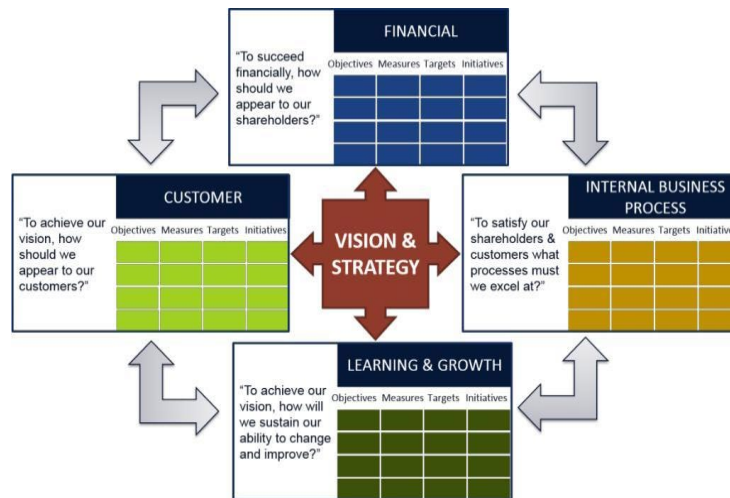 FINANCIAL
“To succeed
financially, how
should we
appear to our
shareholders?”
Objectives Measures Targets Initiatives
CUSTOMER
“To achieve our
vision, how
should we
appear to our
customers?”
Objectives Measures Targets Initiatives
VISION &
STRATEGY
INTERNAL BUSINESS
PROCESS
“To satisfy our
shareholders &
customers what
processes must
we excel at?”
Objectives Measures Targets Initiatives
LEARNING & GROWTH
“To achieve our
vision, how will
we sustain our
ability to change
and improve?”
Objectives Measures Targets Initiatives